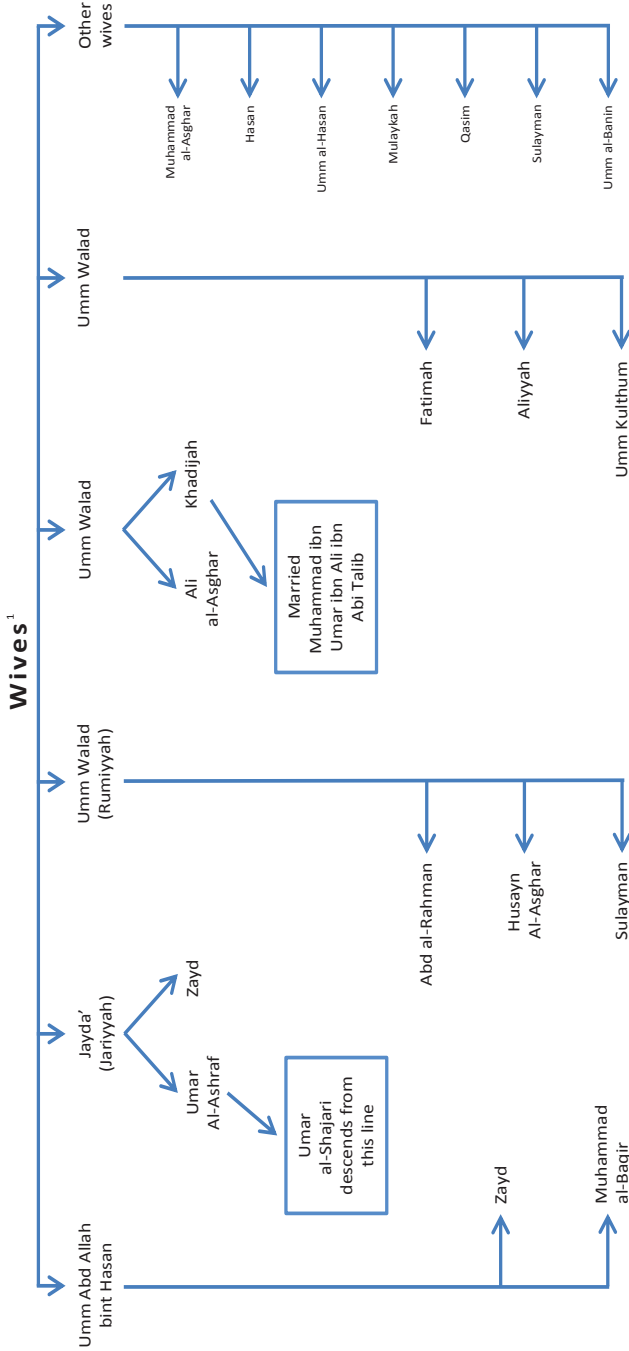 Wives¹
Umm Abd Allah
bint Hasan
Jayda’
(Jariyyah)
Umm Walad
(Rumiyyah)
Umm Walad
Umm Walad
Other
wives
Zayd
Muhammad
al-Baqir
Umar
Al-Ashraf
Zayd
Umar
al-Shajari
descends from
this line
Abd al-Rahman
Husayn
Al-Asghar
Sulayman
Ali
al-Asghar
Khadijah
Married
Muhammad ibn
Umar ibn Ali ibn
Abi Talib
Fatimah
Aliyyah
Umm Kulthum
Muhammad
al-Asghar
Hasan
Umm al-Hasan
Mulaykah
Qasim
Sulayman
Umm al-Banin